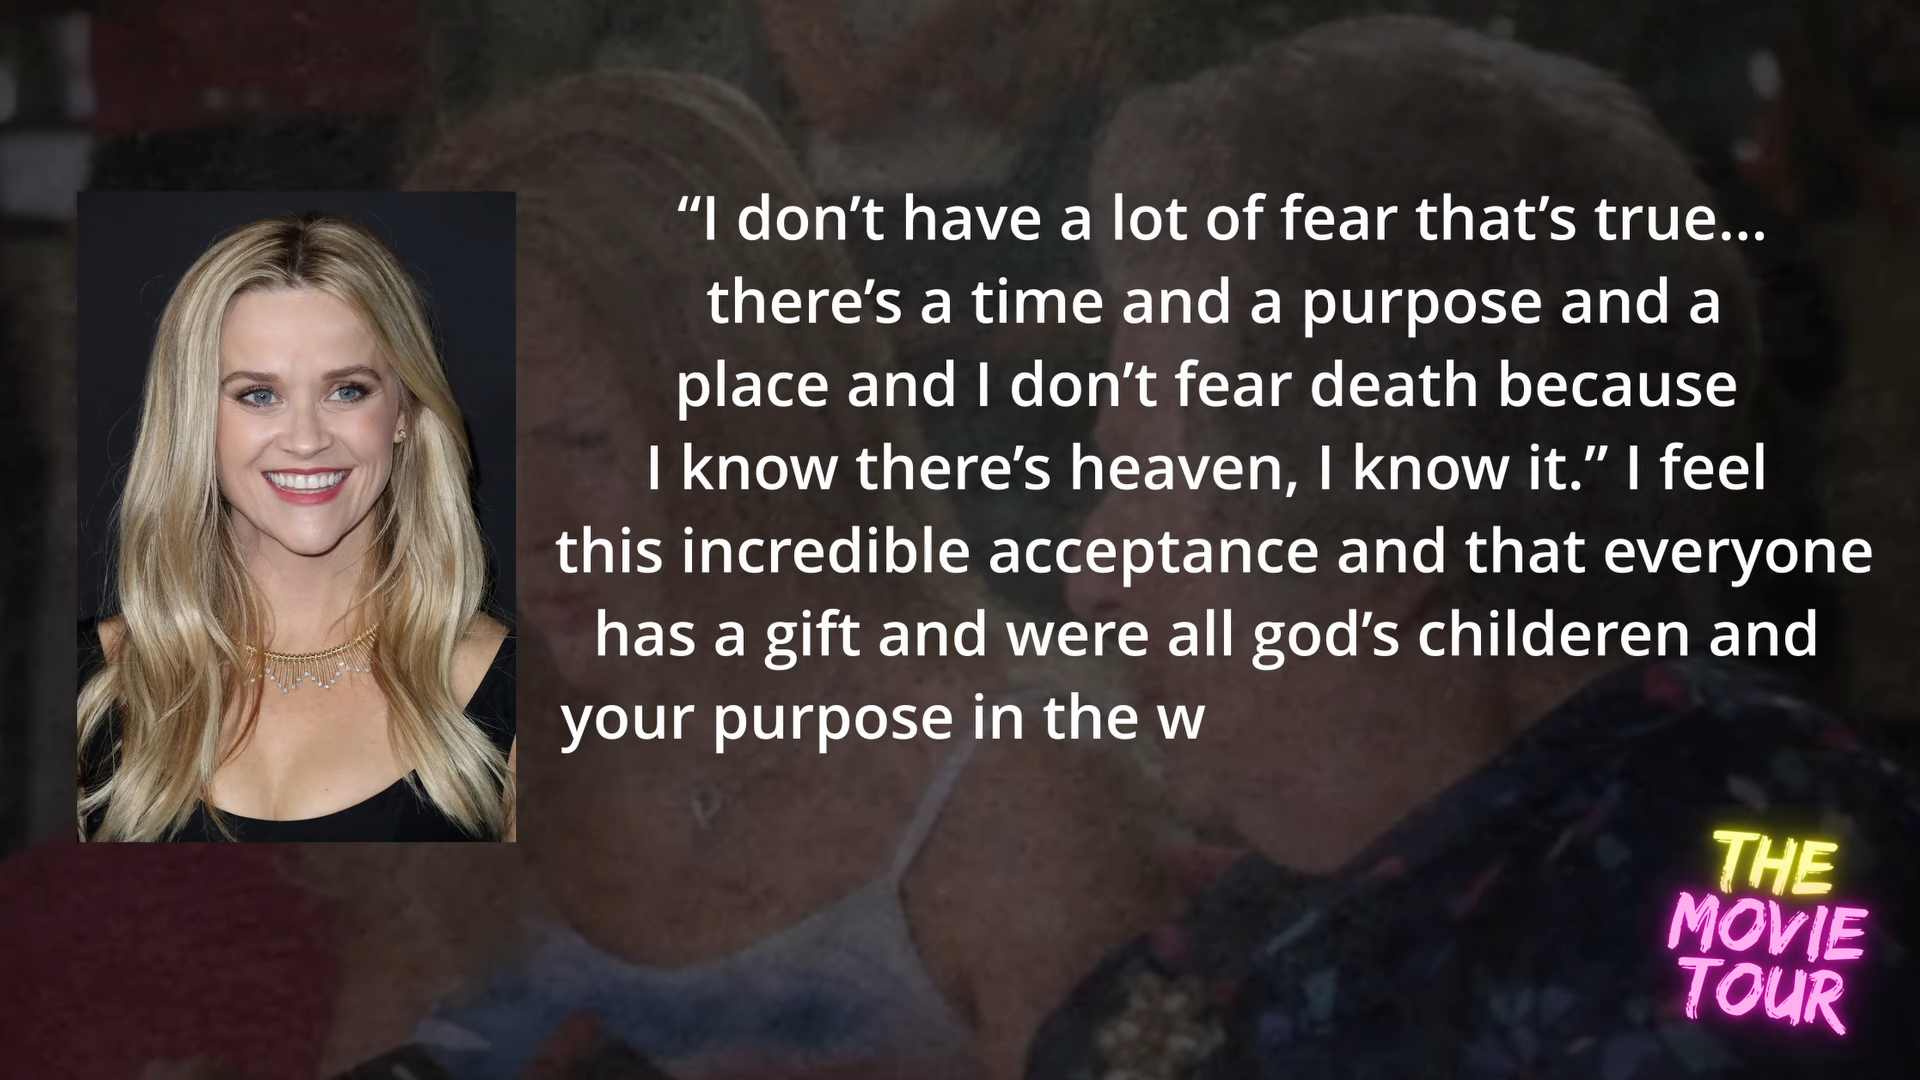 “I don’t have a lot of fear that’s true...
there’s a time and a purpose and a
place and I don’t fear death because
I know there’s heaven, I know it.” I feel
this incredible acceptance and that everyone
has a gift and were all god’s childeren and
your purpose in the w
THE
MOVIE
TOUR